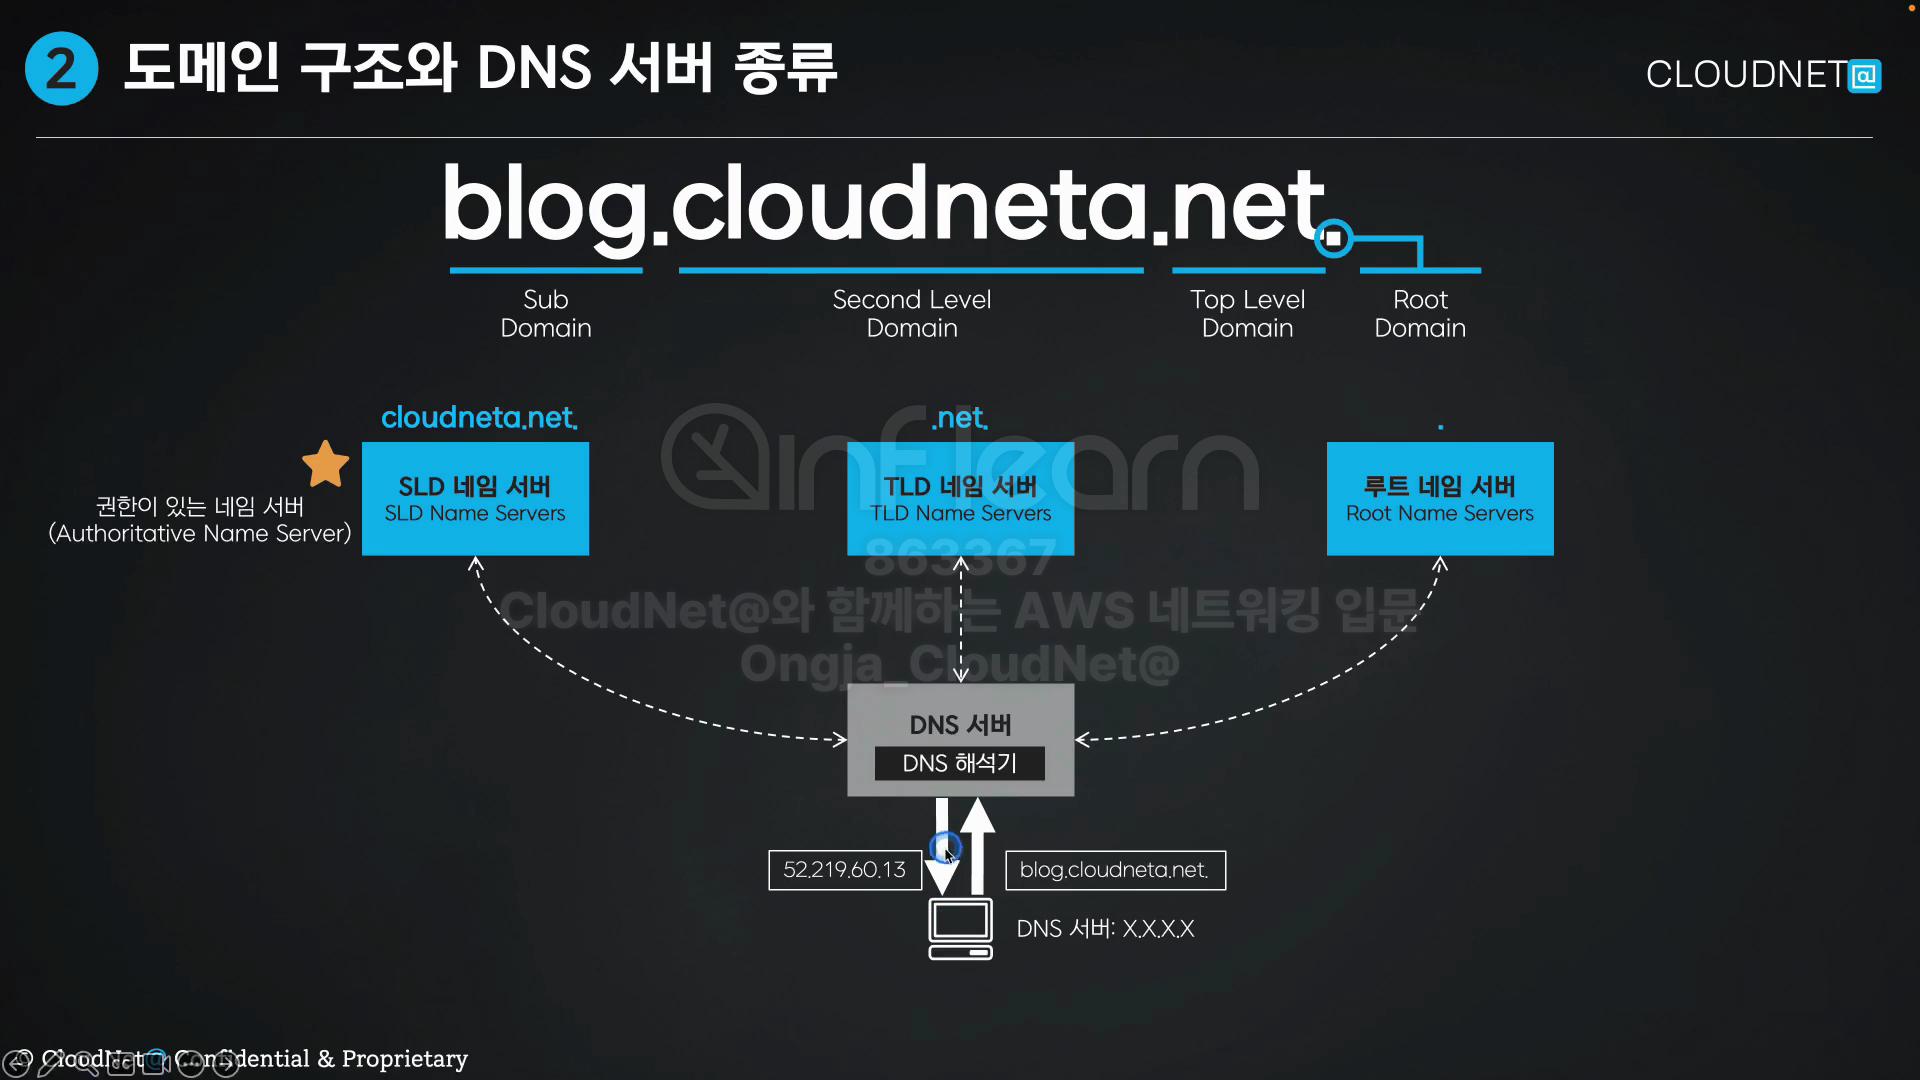 2 도메인 구조와 DNS 서버 종류
CLOUDNET@
blog.cloudneta.net.
Sub
Domain
Second Level
Domain
Top Level
Domain
Root
Domain
cloudneta.net.
.net.
.
SLD 네임 서버
SLD Name Servers
TLD 네임 서버
TLD Name Servers
루트 네임 서버
Root Name Servers
권한이 있는 네임 서버
(Authoritative Name Server)
inflearn
863367
CloudNet@와 함께하는 AWS 네트워킹 입문
Ongja_CloudNet@
DNS 서버
DNS 해석기
52.219.60.13
blog.cloudneta.net.
DNS 서버: X.X.X.X
© CloudNet@ Confidential & Proprietary